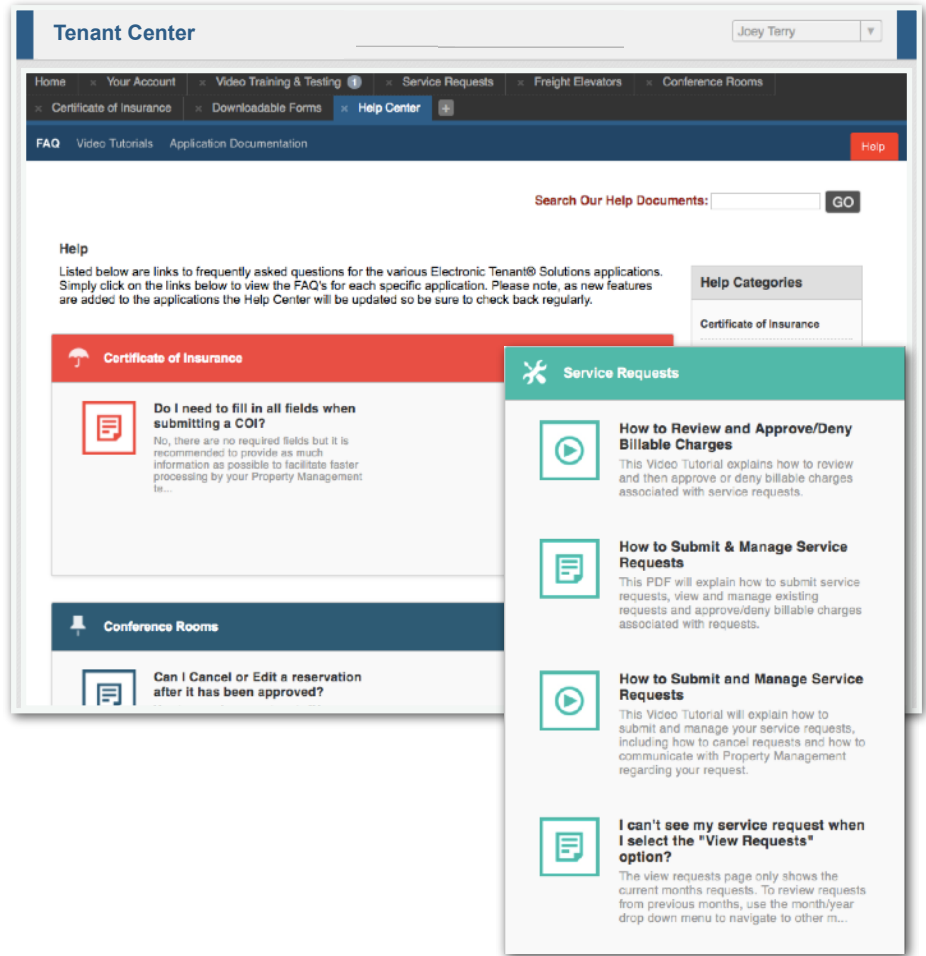 Tenant Center
Joey Terry
Home × Your Account × Video Training & Testing 1 × Service Requests × Freight Elevators × Conference Rooms
× Certificate of Insurance × Downloadable Forms × Help Center +
FAQ Video Tutorials Application Documentation
Help
Search Our Help Documents: GO
Help
Listed below are links to frequently asked questions for the various Electronic Tenant® Solutions applications.
Simply click on the links below to view the FAQ's for each specific application. Please note, as new features
are added to the applications the Help Center will be updated so be sure to check back regularly.
Help Categories
Certificate of Insurance
Certificate of Insurance
Do I need to fill in all fields when
submitting a COI?
No, there are no required fields but it is
recommended to provide as much
information as possible to facilitate faster
processing by your Property Management
te...
Conference Rooms
Can I Cancel or Edit a reservation
after it has been approved?
Service Requests
How to Review and Approve/Deny
Billable Charges
This Video Tutorial explains how to review
and then approve or deny billable charges
associated with service requests.
How to Submit & Manage Service
Requests
This PDF will explain how to submit service
requests, view and manage existing
requests and approve/deny billable charges
associated with requests.
How to Submit and Manage Service
Requests
This Video Tutorial will explain how to
submit and manage your service requests,
including how to cancel requests and how to
communicate with Property Management
regarding your request.
I can't see my service request when
I select the "View Requests"
option?
The view requests page only shows the
current months requests. To review requests
from previous months, use the month/year
drop down menu to navigate to other m...